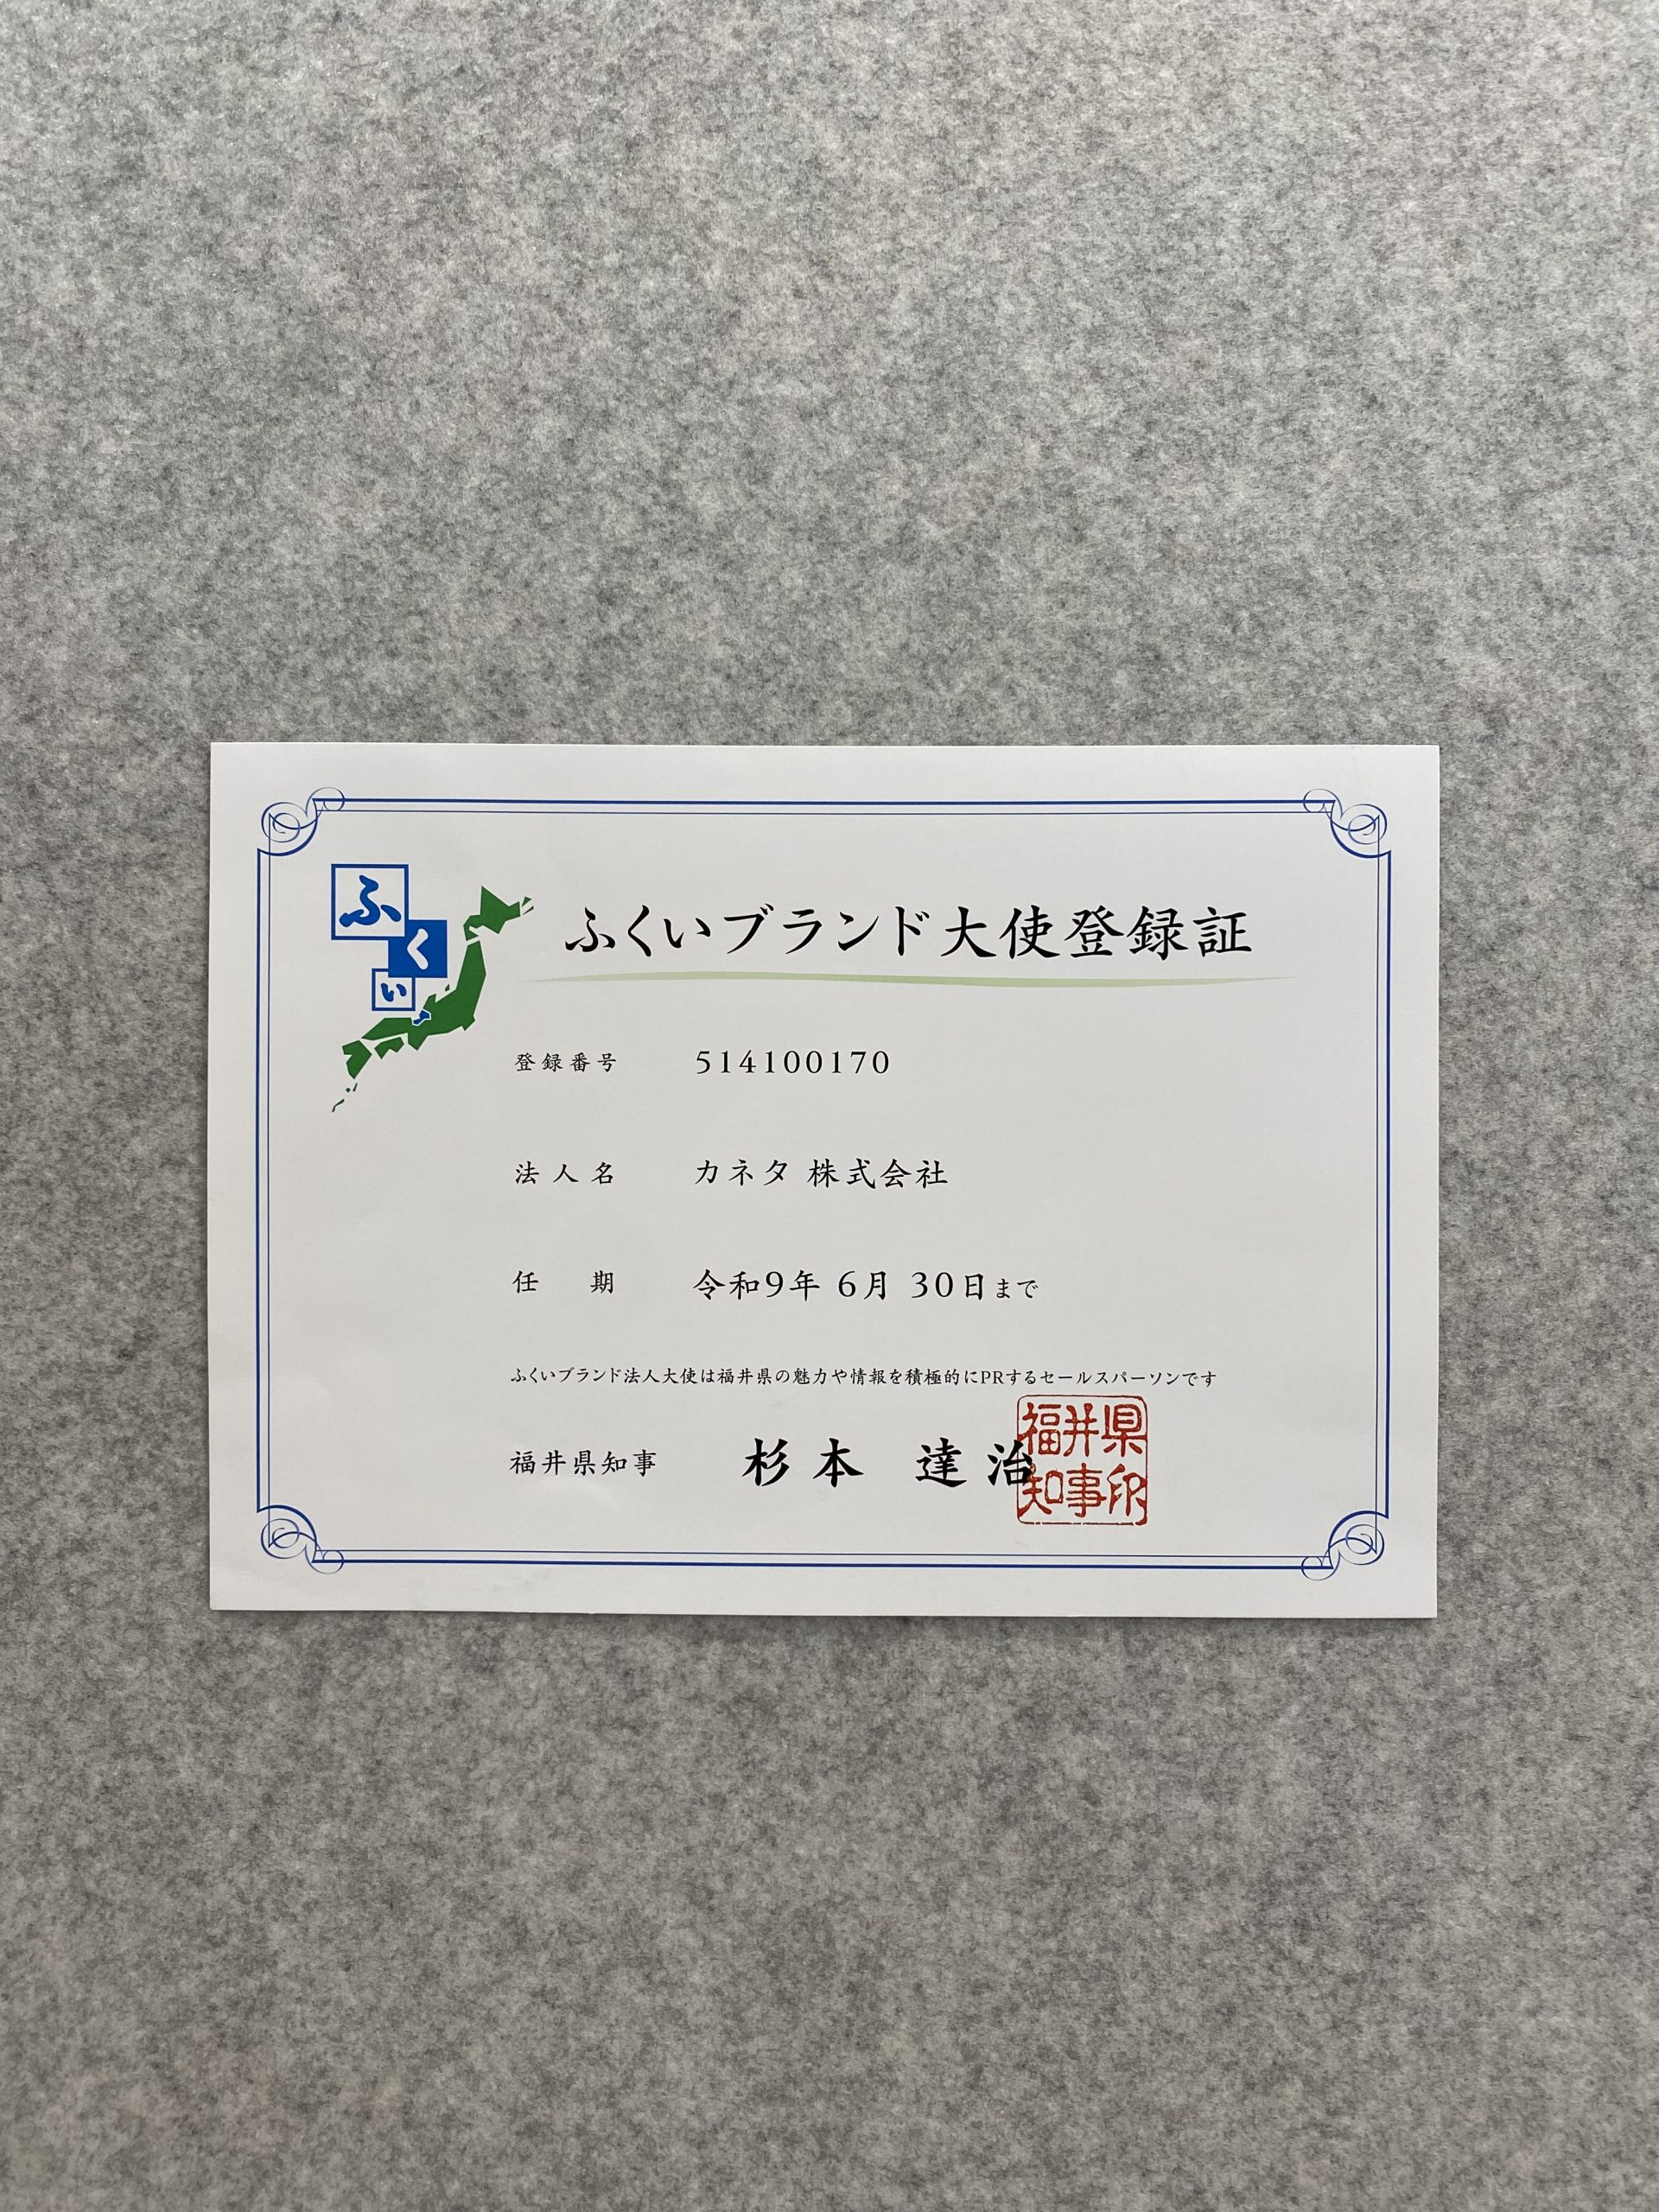 ふくい
ふくいブランド大使登録証
登録番号 514100170
法人名 カネタ 株式会社
任期 令和9年 6月 30日まで
ふくいブランド法人大使は福井県の魅力や情報を積極的にPRするセールスパーソンです
福井県知事 杉本 達治
福井県
知事印